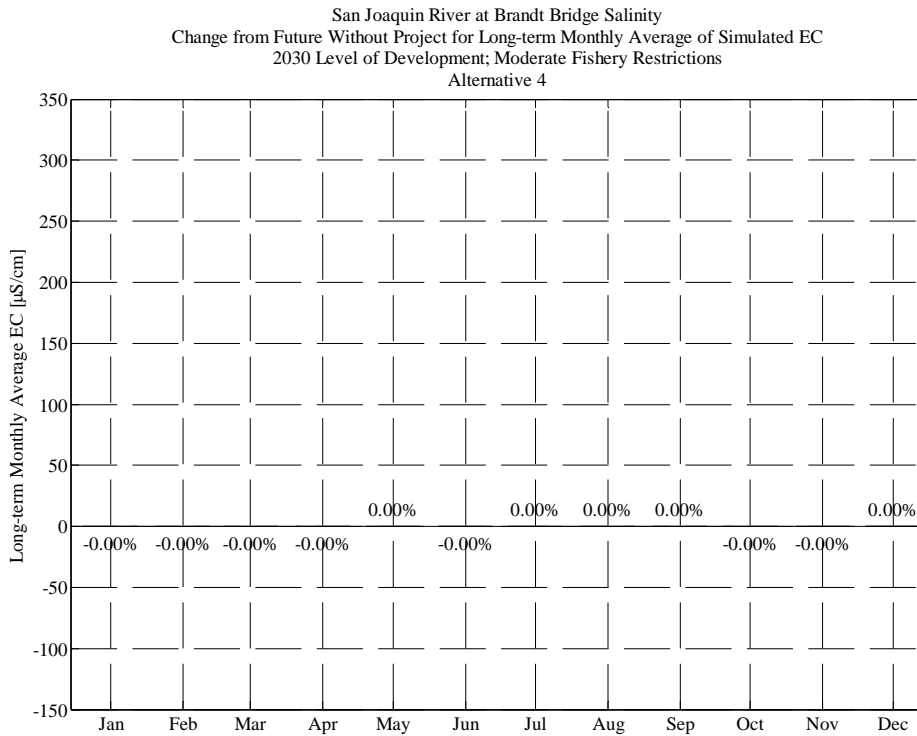 San Joaquin River at Brandt Bridge Salinity
Change from Future Without Project for Long-term Monthly Average of Simulated EC
2030 Level of Development; Moderate Fishery Restrictions
Alternative 4
Long-term Monthly Average EC [µS/cm]
350
300
250
200
150
100
50
0
-50
-100
-150
0.00% 0.00% 0.00% 0.00% 0.00%
-0.00% -0.00% -0.00% -0.00% -0.00% -0.00% -0.00%
Jan Feb Mar Apr May Jun Jul Aug Sep Oct Nov Dec